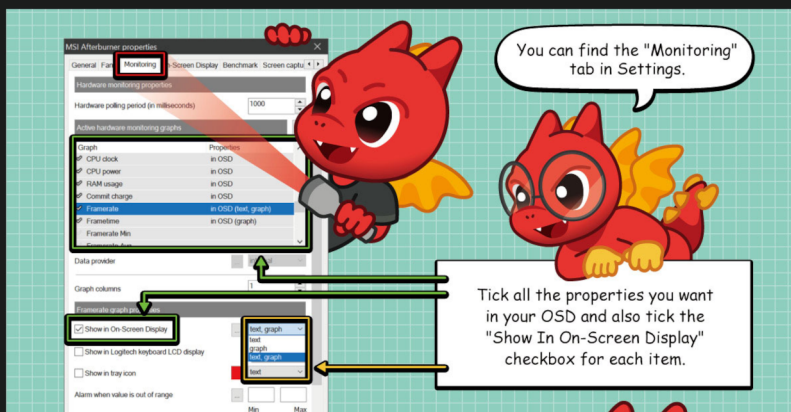 MSI Afterburner properties
General Fan Monitoring On-Screen Display Benchmark Screen captu
Hardware monitoring properties
Hardware polling period (in milliseconds) 1000
Active hardware monitoring graphs
Graph Properties
CPU clock in OSD
CPU power in OSD
RAM usage in OSD
Commit charge in OSD
Framerate in OSD (text, graph)
Frametime in OSD (graph)
Framerate Min
Framerate Avg
Data provider ...
Graph columns 1
Framerate graph properties
Show in On-Screen Display ... text, graph
text
graph
text, graph
Show in Logitech keyboard LCD display
Show in tray icon text
Alarm when value is out of range ...
Min Max
You can find the "Monitoring"
tab in Settings.
Tick all the properties you want
in your OSD and also tick the
"Show In On-Screen Display"
checkbox for each item.